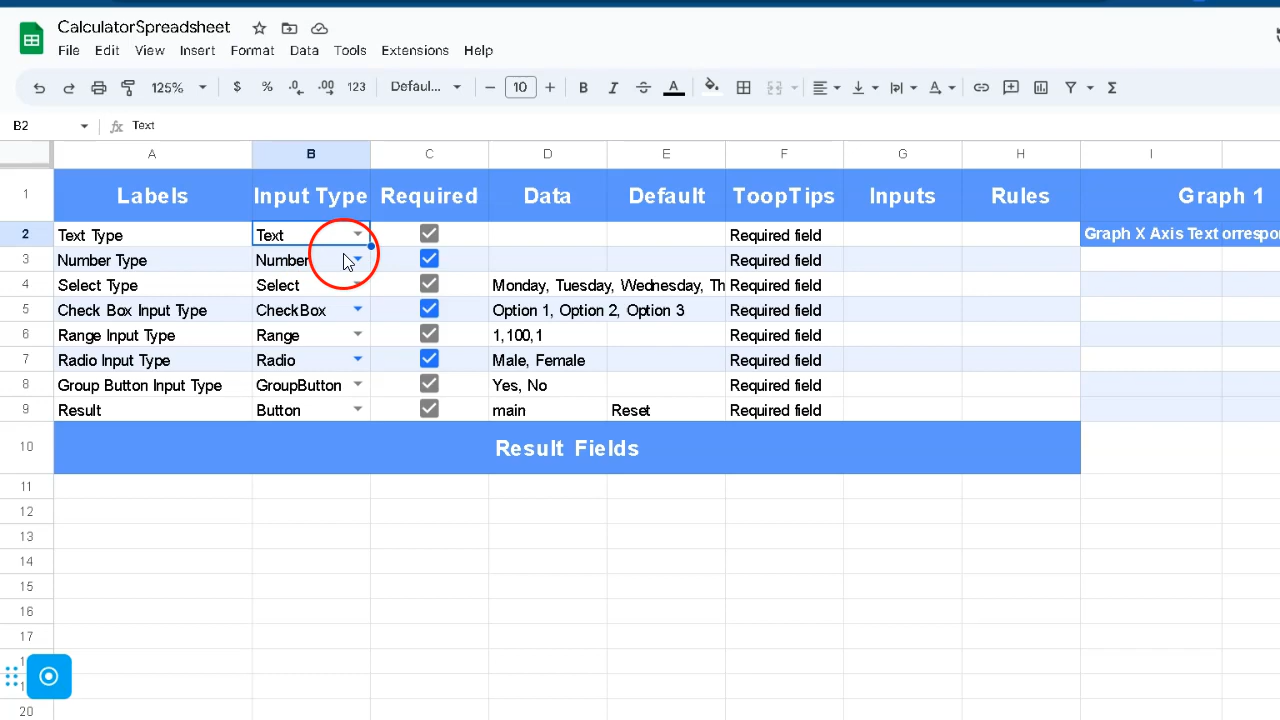 CalculatorSpreadsheet
File Edit View Insert Format Data Tools Extensions Help
125% $ % .0 .00 123 Defaul... − 10 + B I S A Σ
B2 fx Text
A B C D E F G H I
1 Labels Input Type Required Data Default ToopTips Inputs Rules Graph 1
2 Text Type Text Required field Graph X Axis Text orrespo
3 Number Type Number Required field
4 Select Type Select Monday, Tuesday, Wednesday, Th Required field
5 Check Box Input Type CheckBox Option 1, Option 2, Option 3 Required field
6 Range Input Type Range 1,100,1 Required field
7 Radio Input Type Radio Male, Female Required field
8 Group Button Input Type GroupButton Yes, No Required field
9 Result Button main Reset Required field
10 Result Fields
11
12
13
14
15
16
17
20